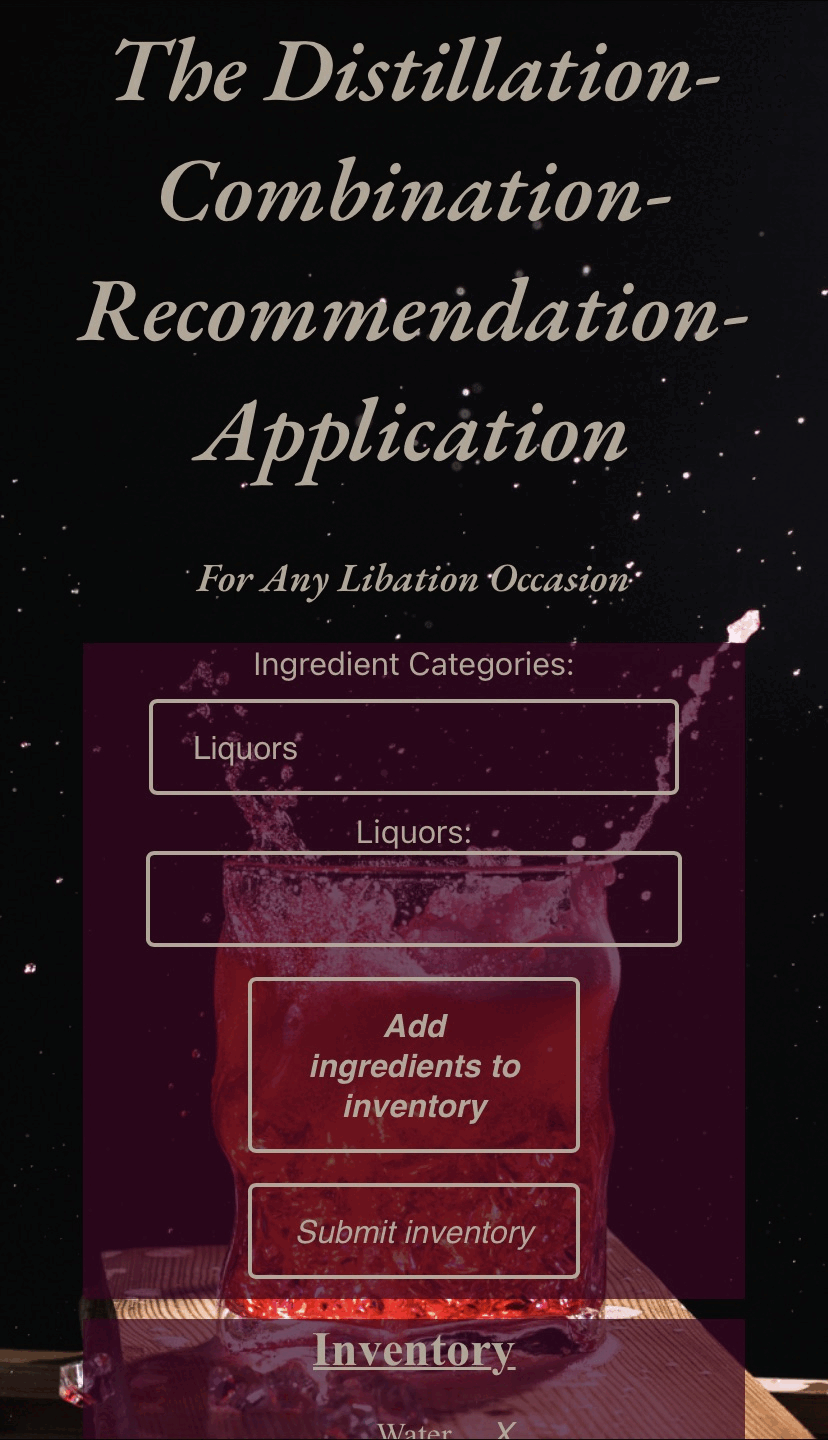 The Distillation-
Combination-
Recommendation-
Application
For Any Libation Occasion
Ingredient Categories:
Liquors
Liquors:
Add
ingredients to
inventory
Submit inventory
Inventory
Water X